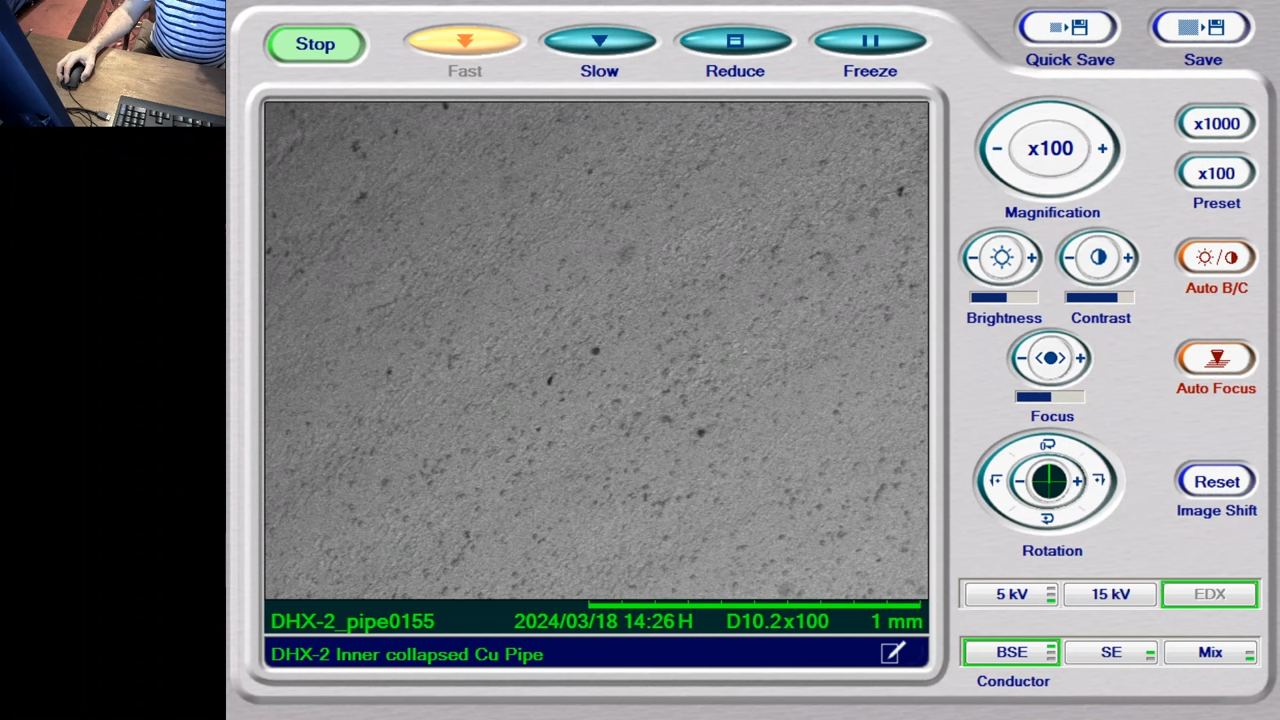 Stop
Fast
Slow
Reduce
Freeze
Quick Save
Save
x100
Magnification
x1000
x100
Preset
Brightness
Contrast
Auto B/C
Focus
Auto Focus
Rotation
Reset
Image Shift
5 kV
15 kV
EDX
DHX-2_pipe0155 2024/03/18 14:26 H D10.2 x100 1 mm
DHX-2 Inner collapsed Cu Pipe
BSE
SE
Mix
Conductor